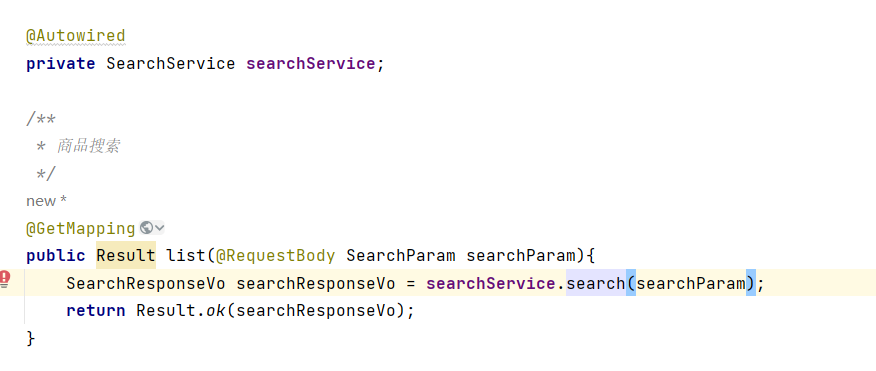 @Autowired
private SearchService searchService;
/**
* 商品搜索
*/
new *
@GetMapping
public Result list(@RequestBody SearchParam searchParam){
SearchResponseVo searchResponseVo = searchService.search(searchParam);
return Result.ok(searchResponseVo);
}